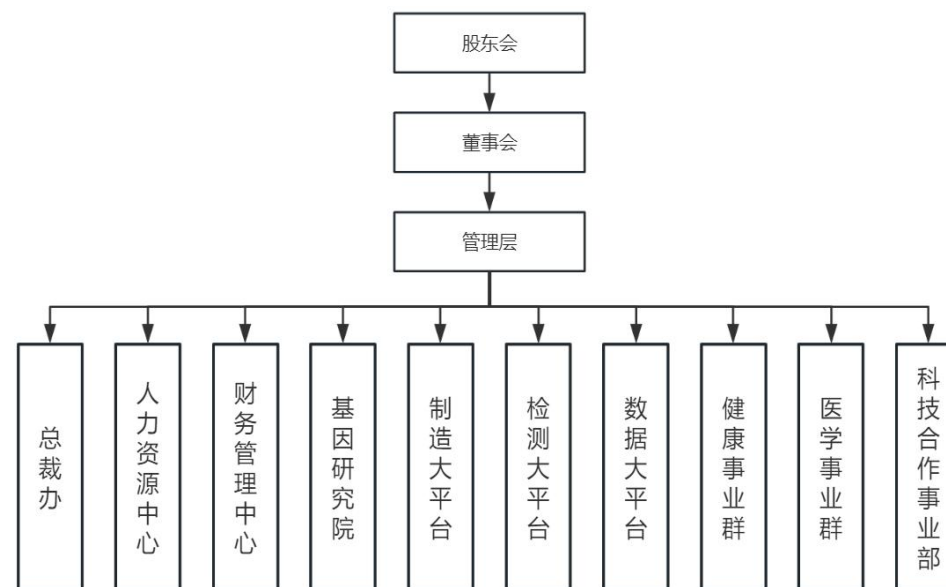 股东会
董事会
管理层
总裁办
人力资源中心
财务管理中心
基因研究院
制造大平台
检测大平台
数据大平台
健康事业群
医学事业群
科技合作事业部